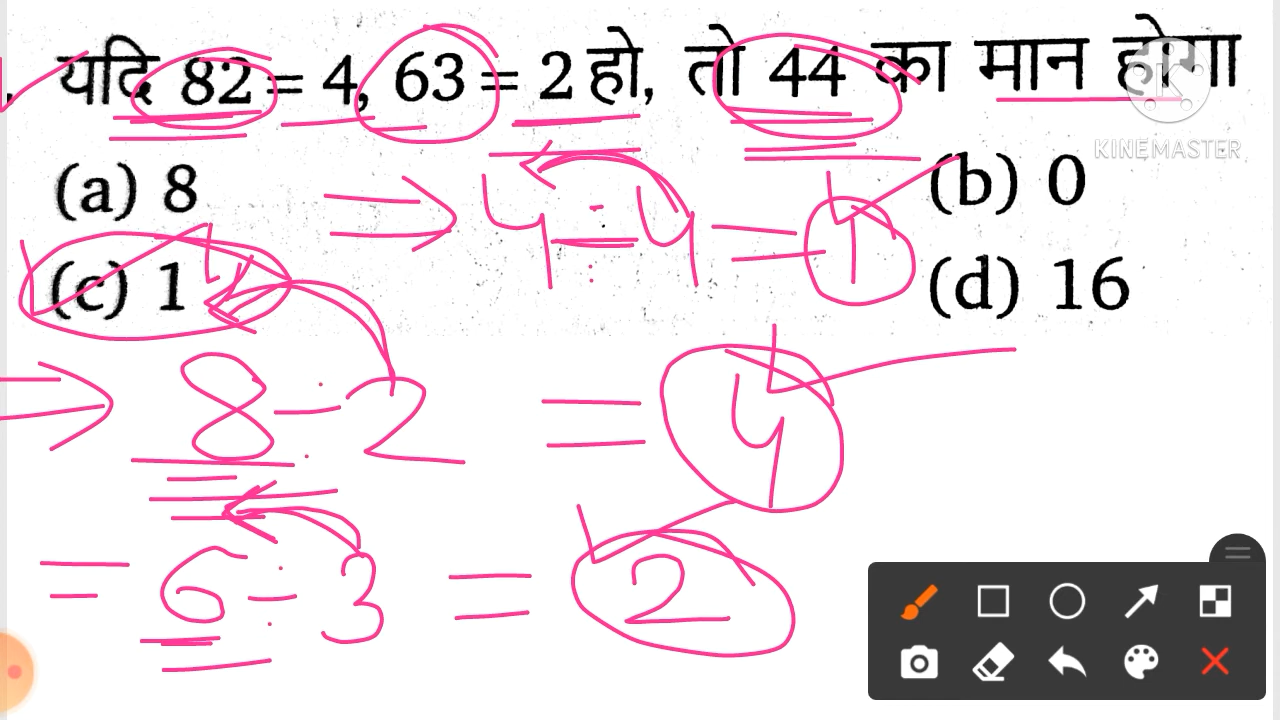 यदि 82 = 4, 63 = 2 हो, तो 44 का मान होगा
KINEMASTER
(a) 8
(b) 0
(c) 1
(d) 16
⇒ 4 ÷ 4 = 1
⇒ 8 ÷ 2 = 4
= 6 ÷ 3 = 2